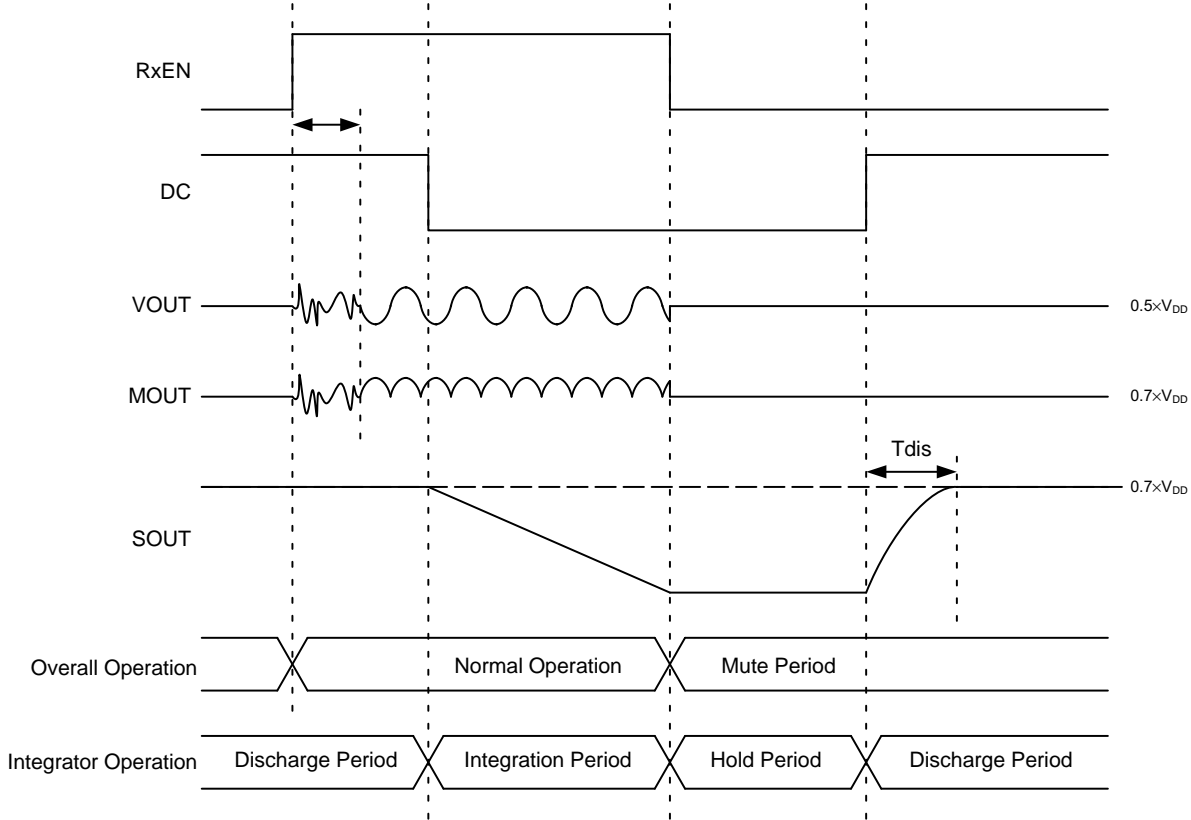 RxEN
DC
VOUT
0.5×VDD
MOUT
0.7×VDD
Tdis
0.7×VDD
SOUT
Overall Operation
Normal Operation
Mute Period
Integrator Operation
Discharge Period
Integration Period
Hold Period
Discharge Period